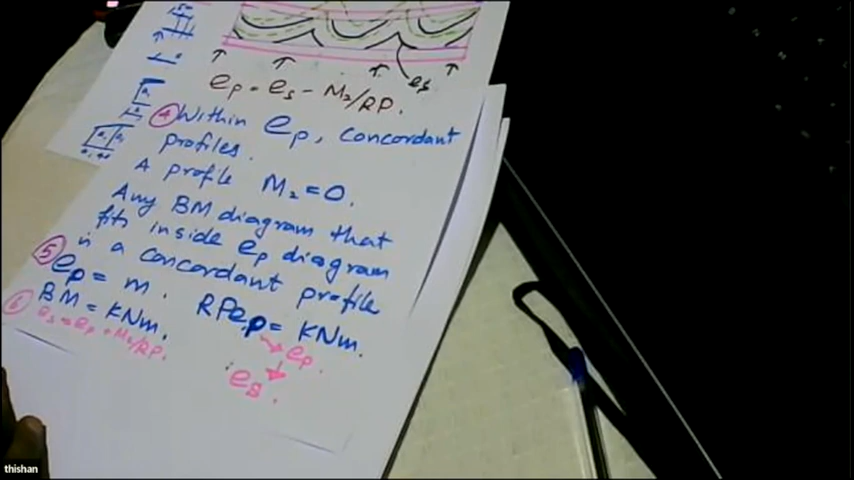 es
ep = es - M2/RP.
④ Within ep, concordant
profiles.
A profile M2 = 0.
Any BM diagram that
fits inside ep diagram
is a concordant profile
⑤ ep = m.
BM = KNm. RPep = KNm.
⑥ es = ep + M2/RP.
→ ep.
↓
es.
thishan